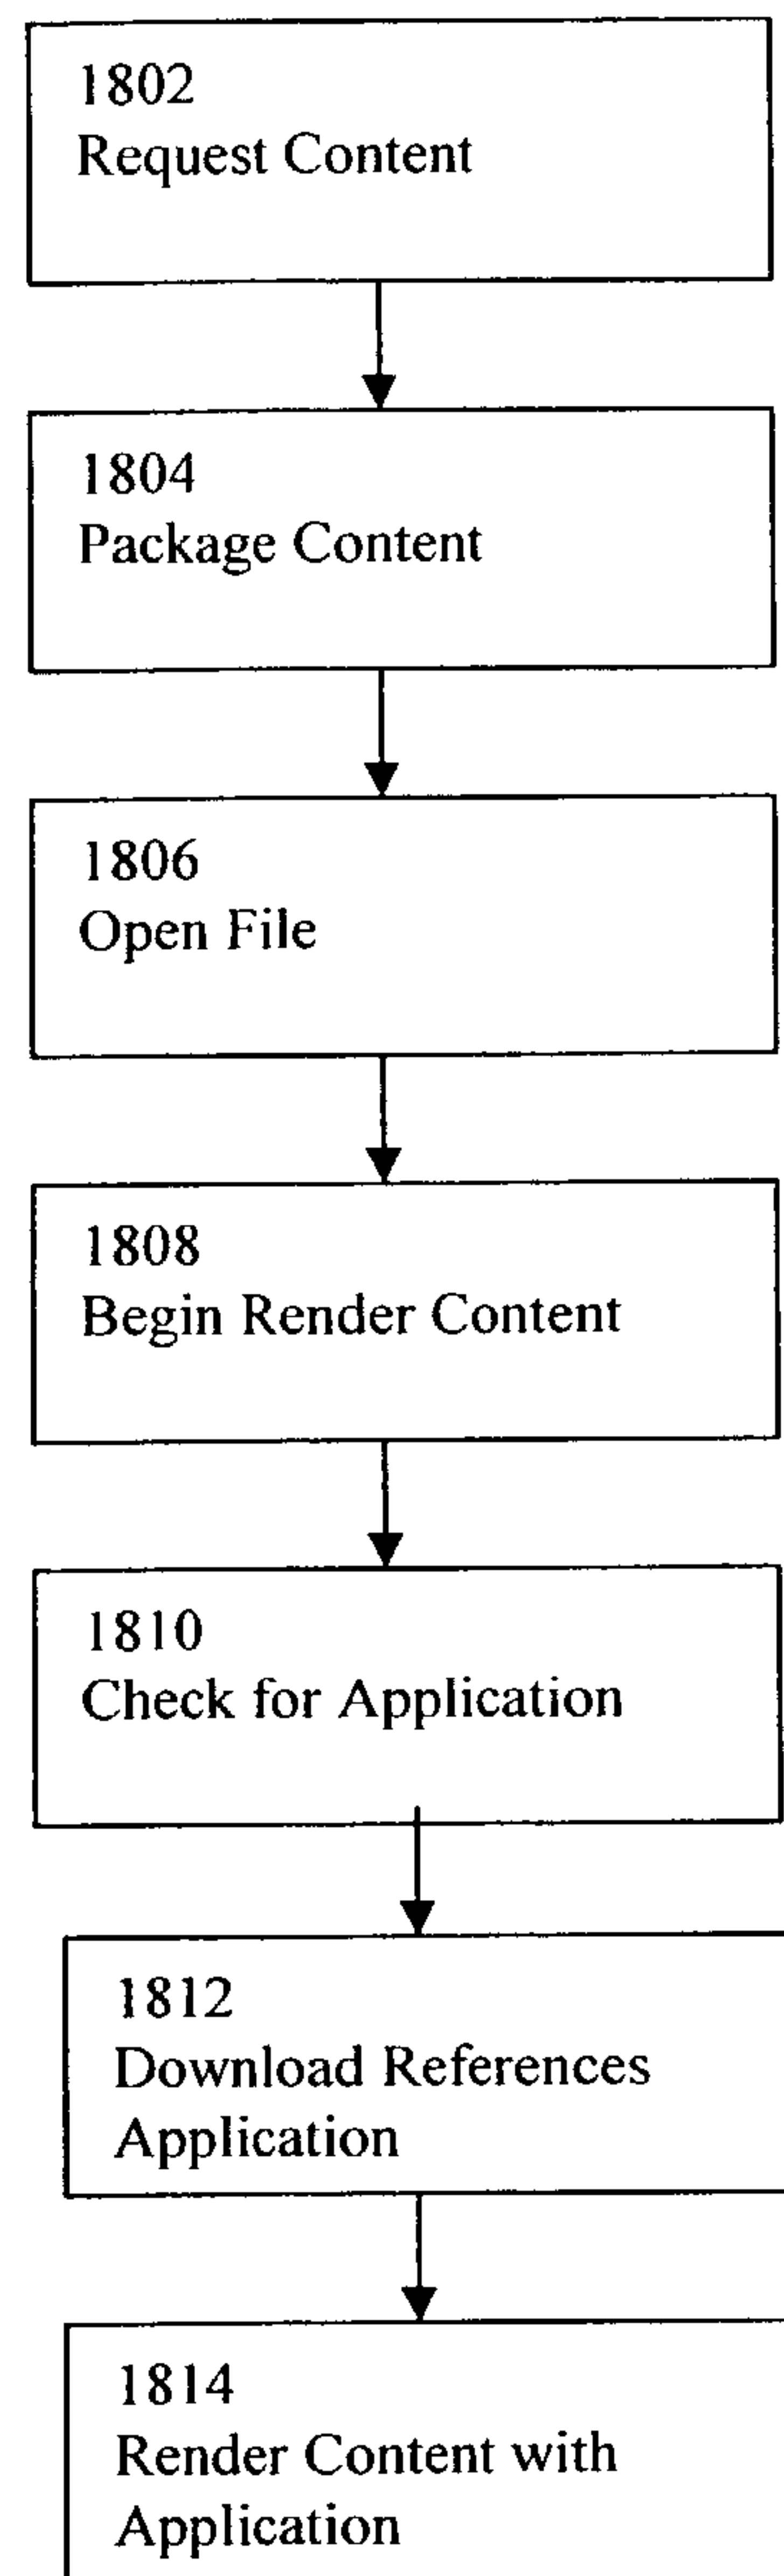 1802
Request Content
1804
Package Content
1806
Open File
1808
Begin Render Content
1810
Check for Application
1812
Download References
Application
1814
Render Content with
Application